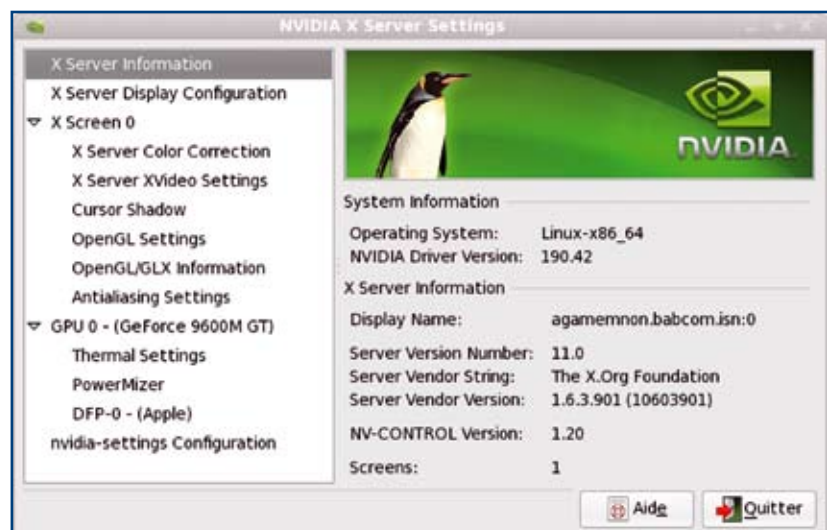 NVIDIA X Server Settings
X Server Information
X Server Display Configuration
X Screen 0
X Server Color Correction
X Server XVideo Settings
Cursor Shadow
OpenGL Settings
OpenGL/GLX Information
Antialiasing Settings
GPU 0 - (GeForce 9600M GT)
Thermal Settings
PowerMizer
DFP-0 - (Apple)
nvidia-settings Configuration
NVIDIA.
System Information
Operating System: Linux-x86_64
NVIDIA Driver Version: 190.42
X Server Information
Display Name: agamemnon.babcom.isn:0
Server Version Number: 11.0
Server Vendor String: The X.Org Foundation
Server Vendor Version: 1.6.3.901 (10603901)
NV-CONTROL Version: 1.20
Screens: 1
Aide
Quitter